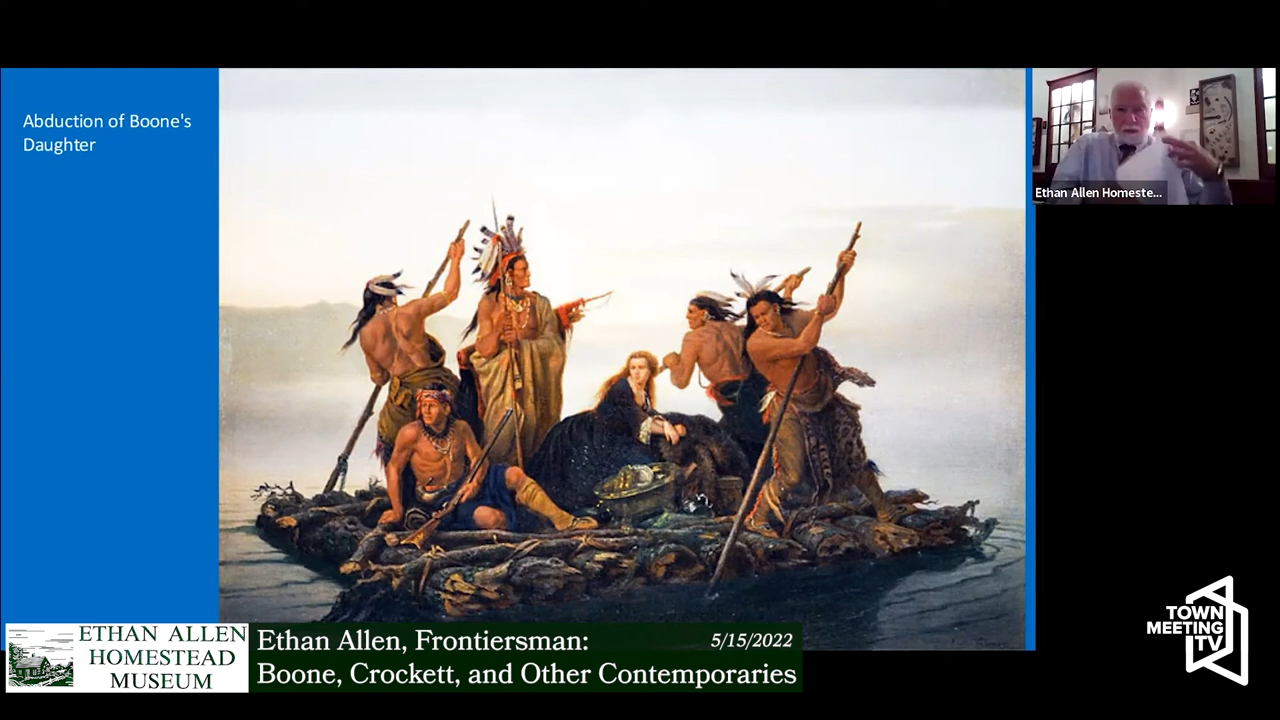 Abduction of Boone's
Daughter
Ethan Allen Homeste...
ETHAN ALLEN
HOMESTEAD
MUSEUM
Ethan Allen, Frontiersman:
5/15/2022
Boone, Crockett, and Other Contemporaries
TOWN
MEETING
TV